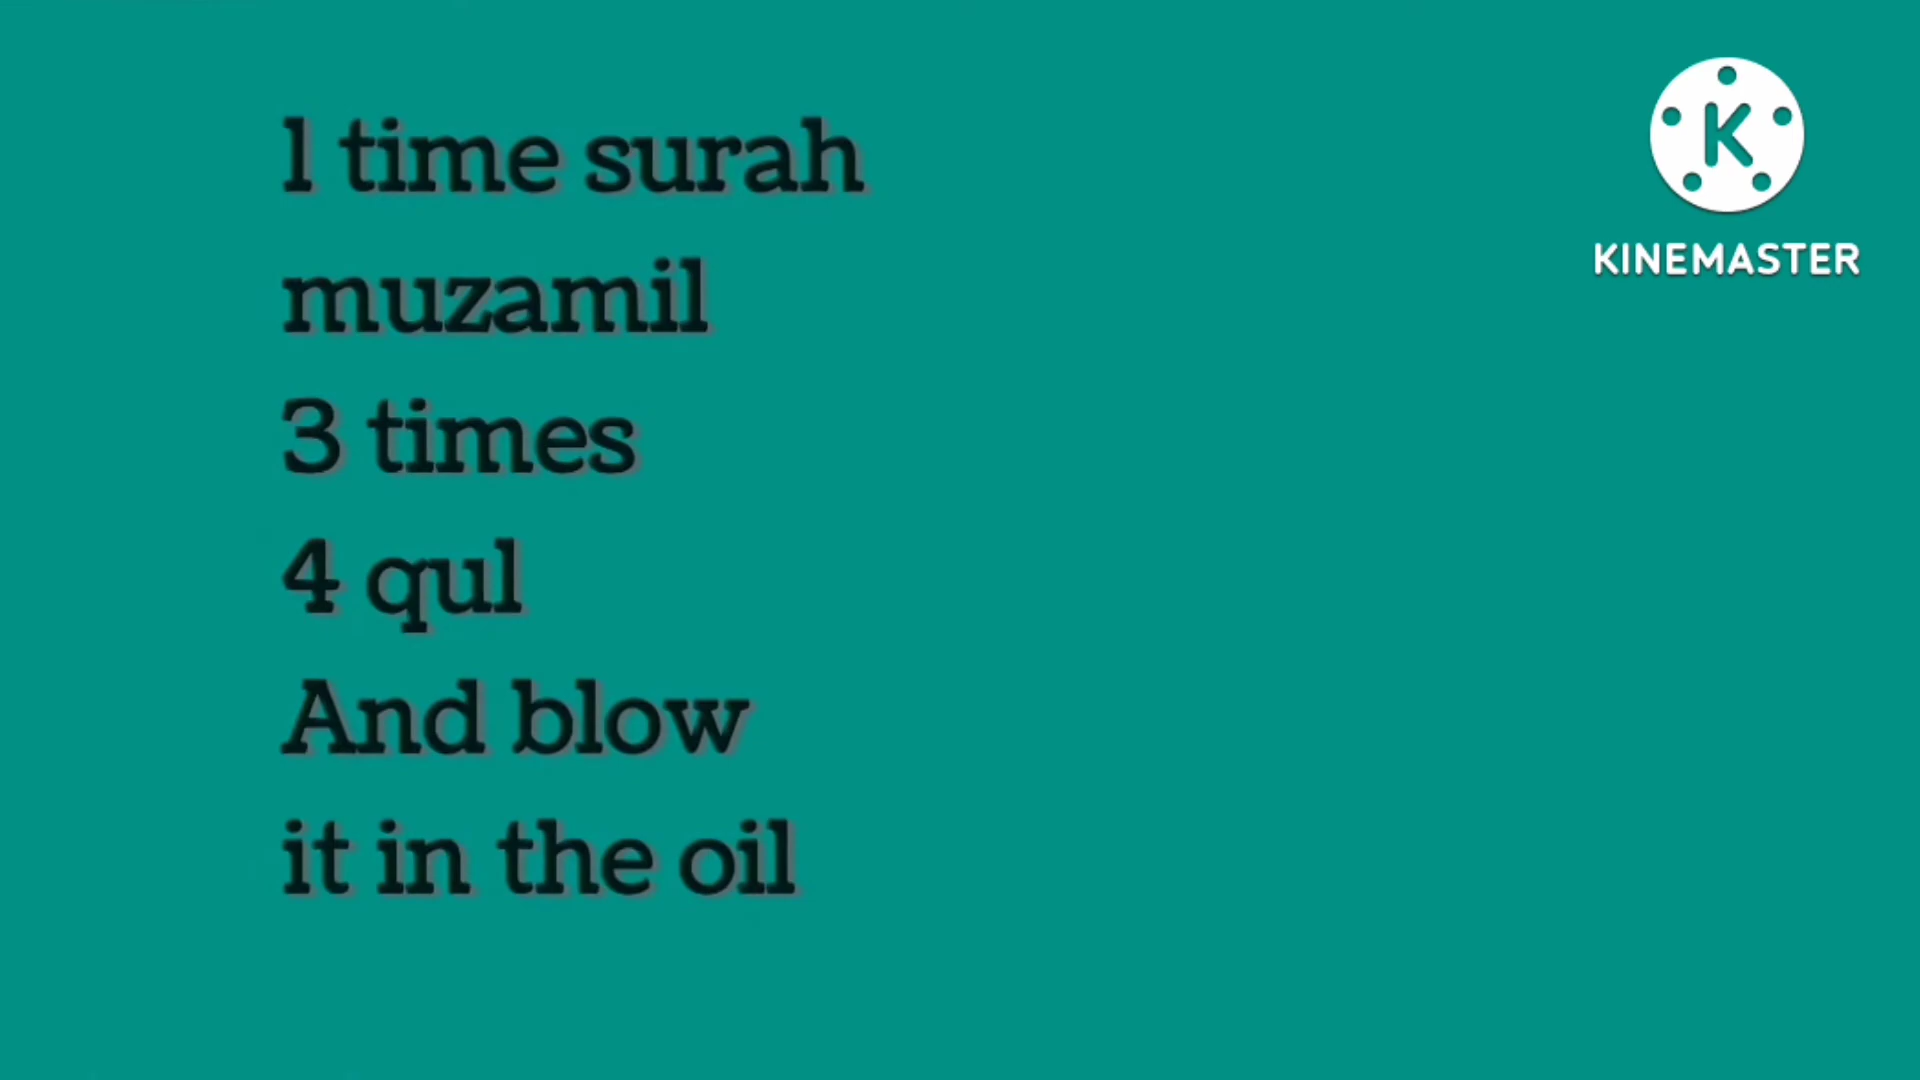 1 time surah
muzamil
3 times
4 qul
And blow
it in the oil
K
KINEMASTER